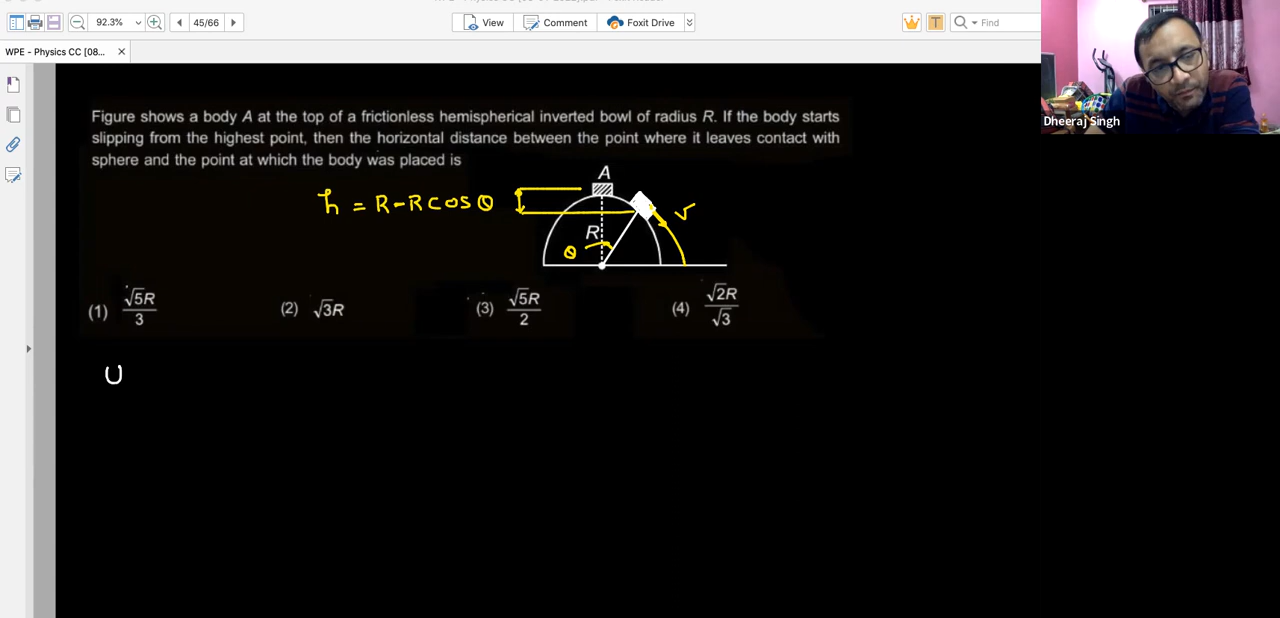 92.3%
45/66
View
Comment
Foxit Drive
T
Find
WPE - Physics CC [08...
Dheeraj Singh
Figure shows a body A at the top of a frictionless hemispherical inverted bowl of radius R. If the body starts
slipping from the highest point, then the horizontal distance between the point where it leaves contact with
sphere and the point at which the body was placed is
A
h = R-Rcosθ
v
R
θ
(1) √5R/3
(2) √3R
(3) √5R/2
(4) √2R/√3
U